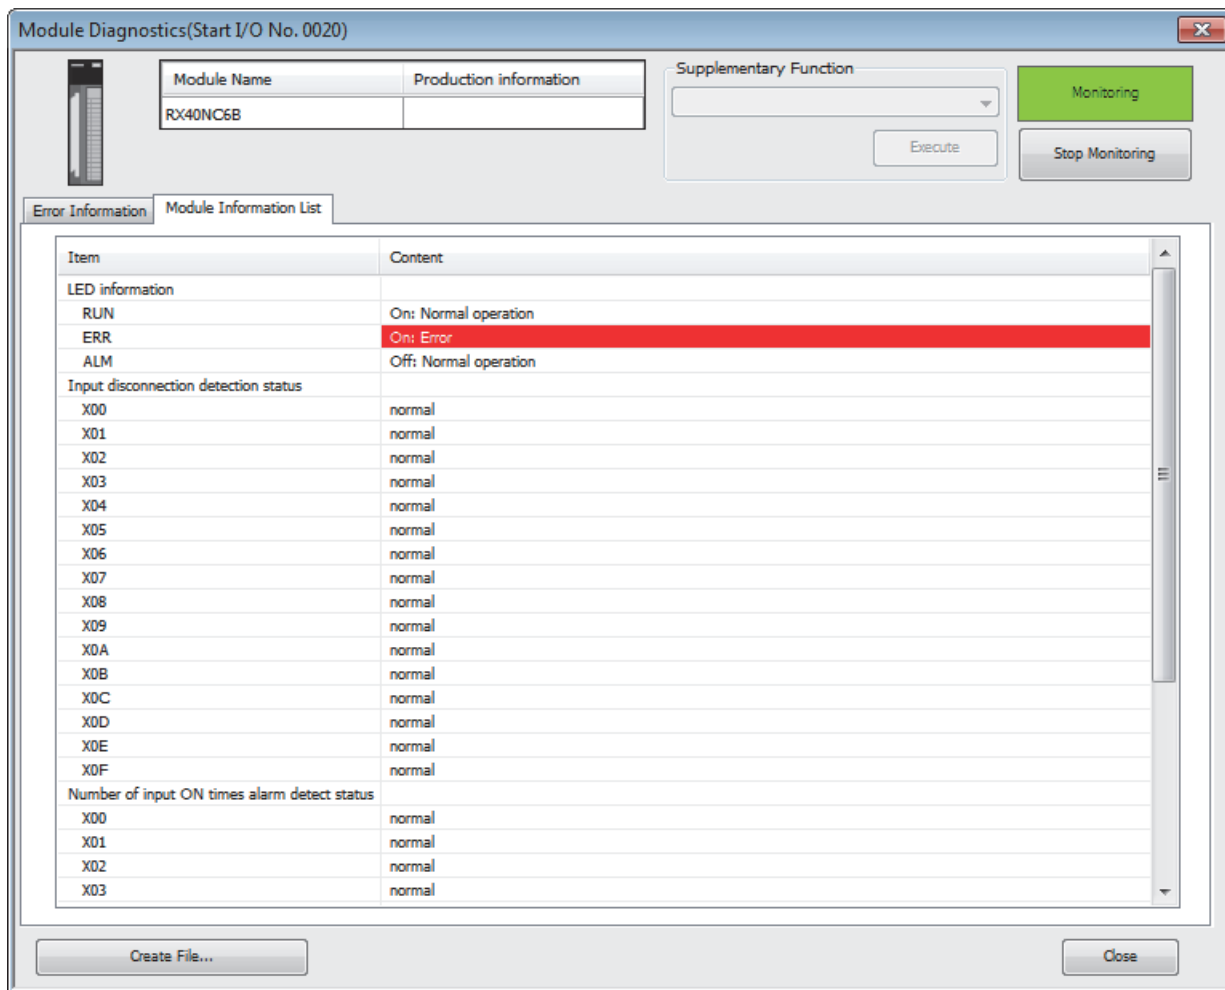 Module Diagnostics(Start I/O No. 0020)
Module Name Production information
RX40NC6B
Supplementary Function
Execute
Monitoring
Stop Monitoring
Error Information Module Information List
Item Content
LED information
RUN On: Normal operation
ERR On: Error
ALM Off: Normal operation
Input disconnection detection status
X00 normal
X01 normal
X02 normal
X03 normal
X04 normal
X05 normal
X06 normal
X07 normal
X08 normal
X09 normal
X0A normal
X0B normal
X0C normal
X0D normal
X0E normal
X0F normal
Number of input ON times alarm detect status
X00 normal
X01 normal
X02 normal
X03 normal
Create File... Close